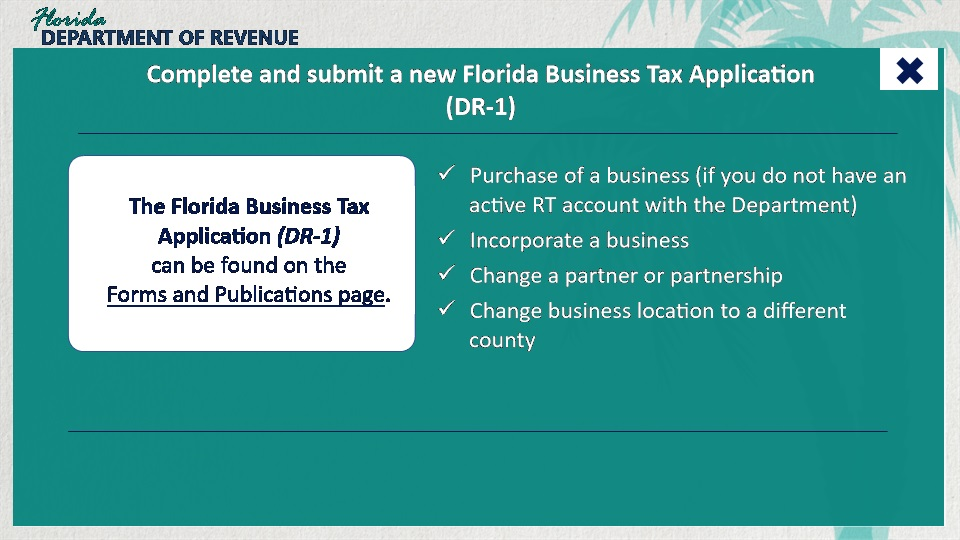 Florida
DEPARTMENT OF REVENUE
Complete and submit a new Florida Business Tax Application
(DR-1)
The Florida Business Tax
Application (DR-1)
can be found on the
Forms and Publications page.
✓ Purchase of a business (if you do not have an
active RT account with the Department)
✓ Incorporate a business
✓ Change a partner or partnership
✓ Change business location to a different
county